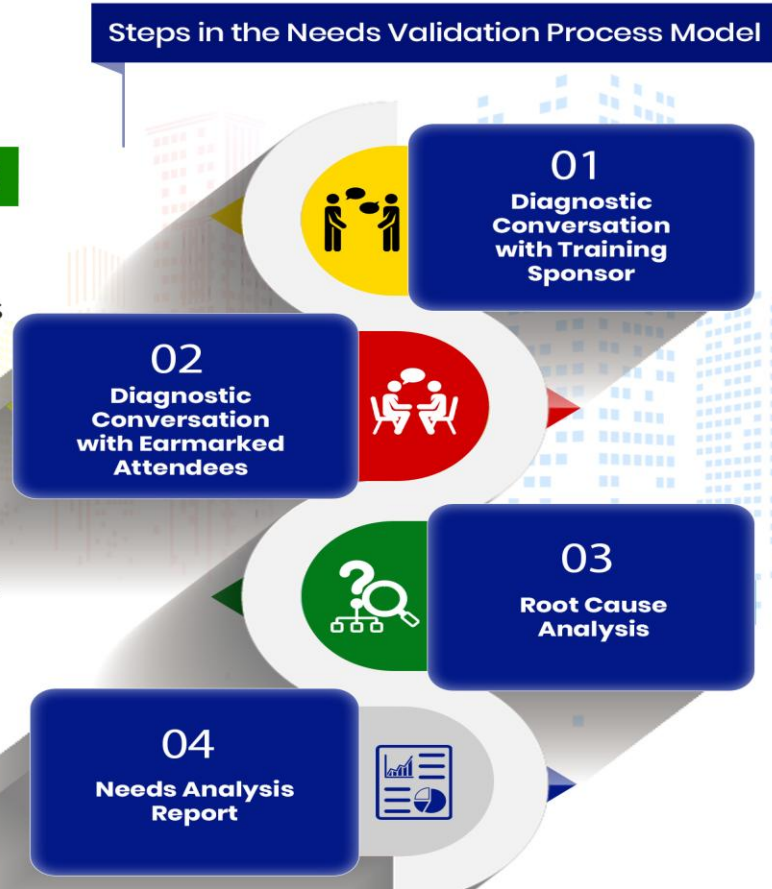 Steps in the Needs Validation Process Model
01
Diagnostic
Conversation
with Training
Sponsor
02
Diagnostic
Conversation
with Earmarked
Attendees
03
Root Cause
Analysis
04
Needs Analysis
Report